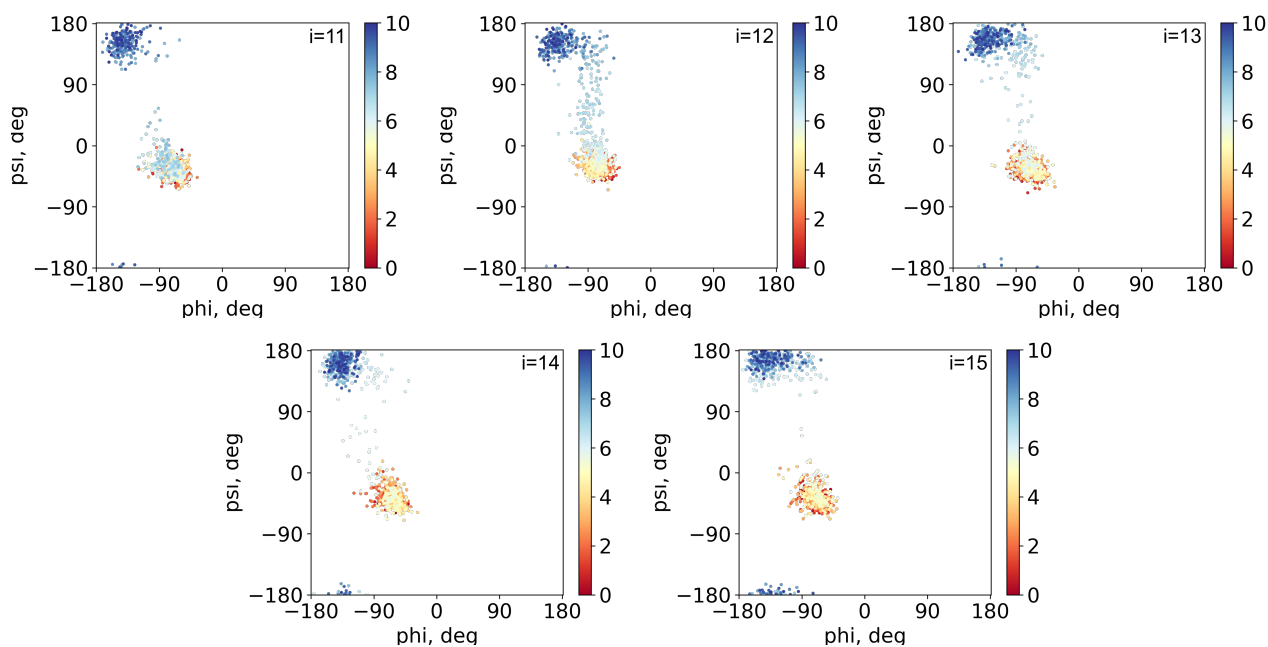 180 90 0 −90 −180
psi, deg
−180 −90 0 90 180
phi, deg
i=11
10 8 6 4 2 0
180 90 0 −90 −180
psi, deg
−180 −90 0 90 180
phi, deg
i=12
10 8 6 4 2 0
180 90 0 −90 −180
psi, deg
−180 −90 0 90 180
phi, deg
i=13
10 8 6 4 2 0
180 90 0 −90 −180
psi, deg
−180 −90 0 90 180
phi, deg
i=14
10 8 6 4 2 0
180 90 0 −90 −180
psi, deg
−180 −90 0 90 180
phi, deg
i=15
10 8 6 4 2 0